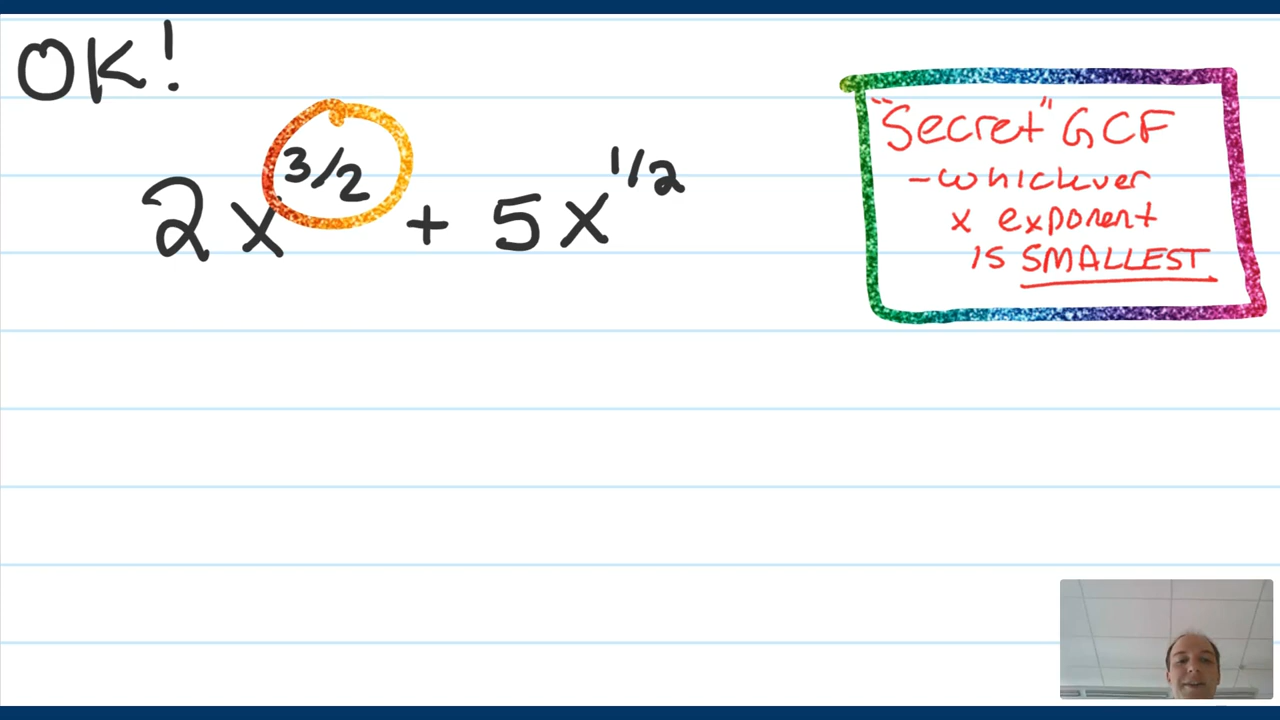 OK!
2x^{3/2} + 5x^{1/2}
"Secret" GCF
- whichever
x exponent
is SMALLEST